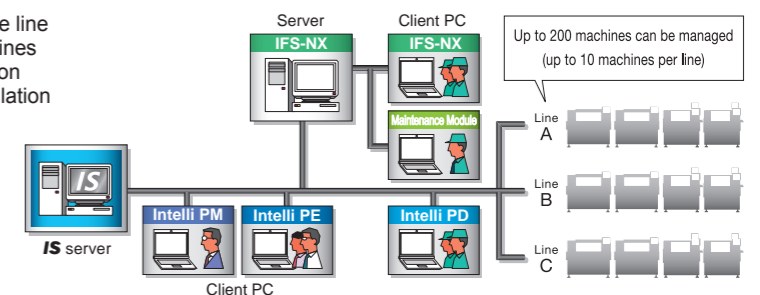 e line
ines
on
lation
Server
IFS-NX
Client PC
IFS-NX
Maintenance Module
Up to 200 machines can be managed
(up to 10 machines per line)
Line
A
Line
B
Line
C
IS
IS server
Intelli PM
Intelli PE
Intelli PD
Client PC